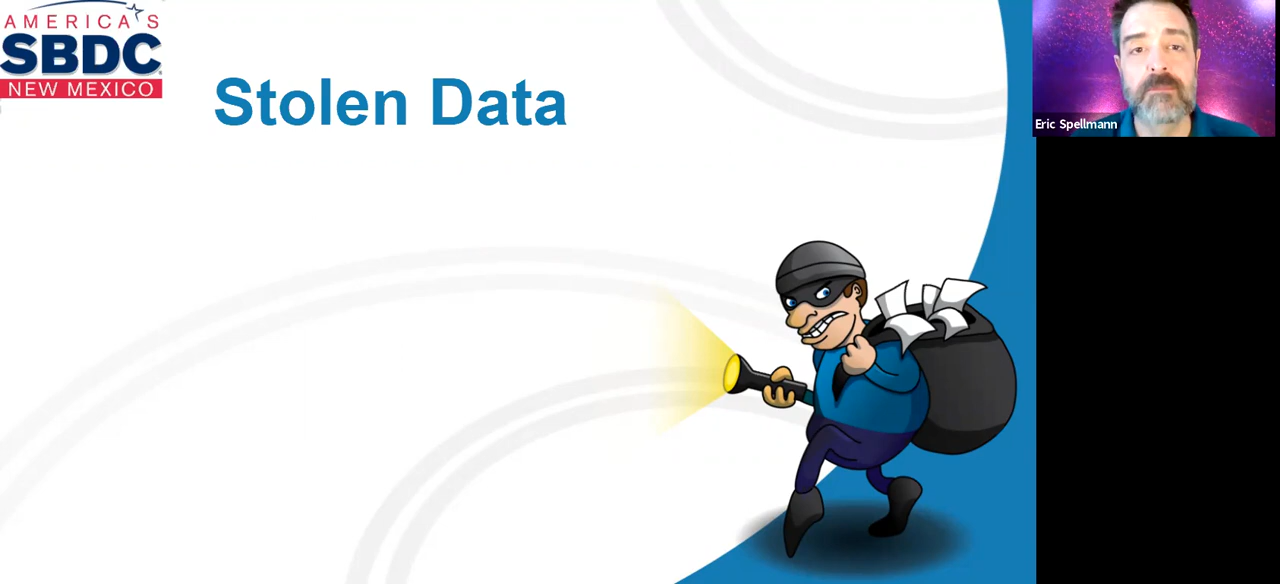 AMERICA'S
SBDC
NEW MEXICO
Stolen Data
Eric Spellmann